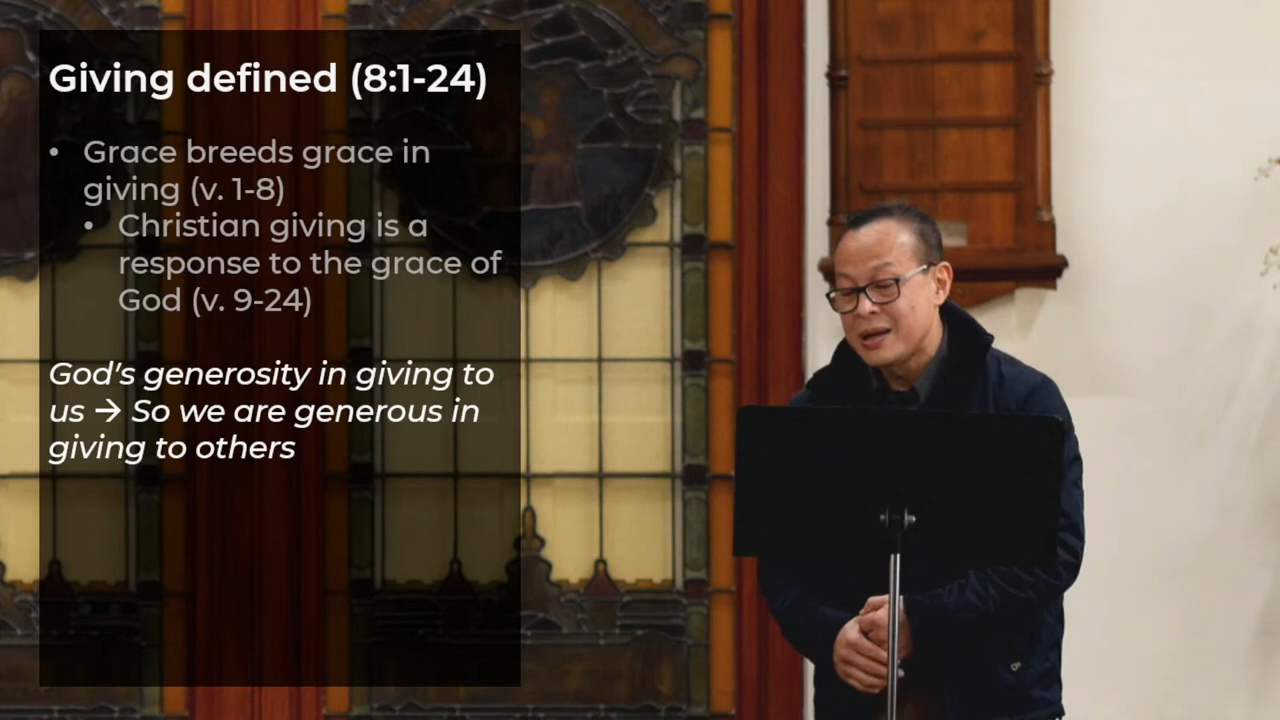 Giving defined (8:1-24)
• Grace breeds grace in
giving (v. 1-8)
• Christian giving is a
response to the grace of
God (v. 9-24)
God's generosity in giving to
us → So we are generous in
giving to others